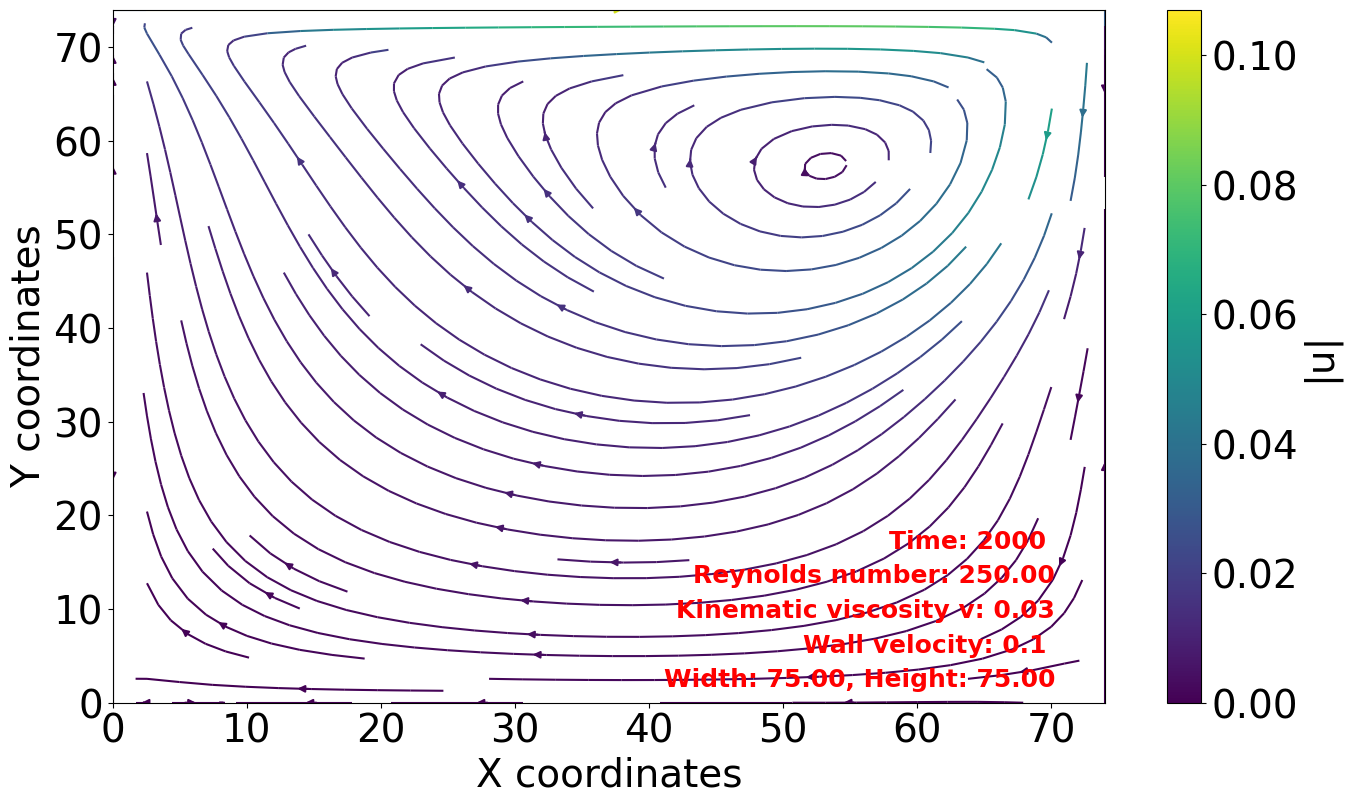 70
60
50
40
30
20
10
0
Y coordinates
0 10 20 30 40 50 60 70
X coordinates
Time: 2000
Reynolds number: 250.00
Kinematic viscosity v: 0.03
Wall velocity: 0.1
Width: 75.00, Height: 75.00
0.10
0.08
0.06
0.04
0.02
0.00
|u|